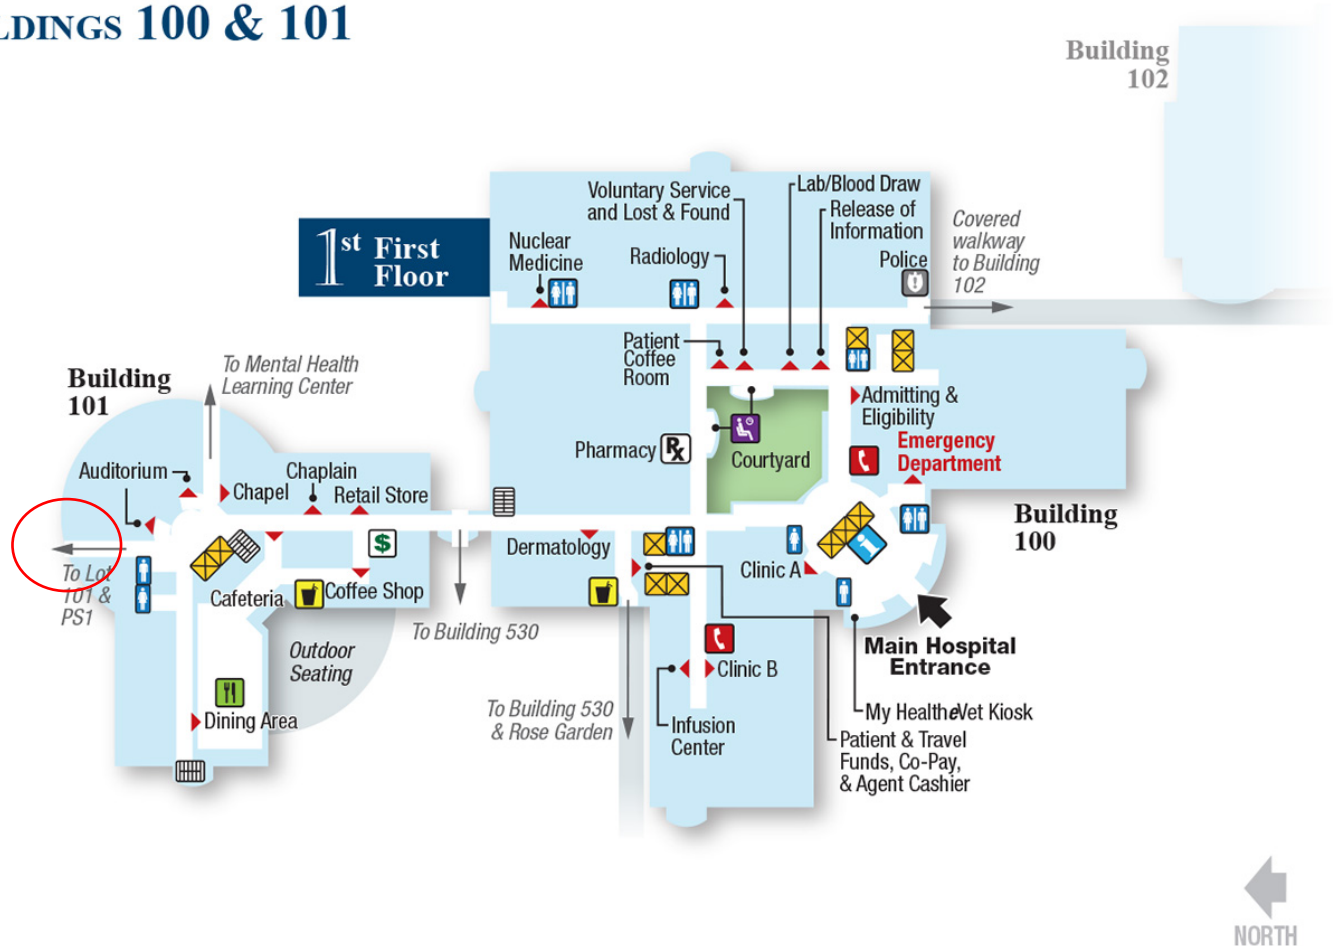 LDINGS 100 & 101
Building
102
Voluntary Service
and Lost & Found
Lab/Blood Draw
Release of
Information
Covered
walkway
to Building
102
1st First
Floor
Nuclear
Medicine
Radiology
Police
Patient
Coffee
Room
To Mental Health
Learning Center
Building
101
Admitting &
Eligibility
Pharmacy
Rx
Courtyard
Emergency
Department
Auditorium
Chaplain
Chapel
Retail Store
Building
100
$
Dermatology
Clinic A
To Lot
101 &
PS1
Cafeteria
Coffee Shop
To Building 530
Outdoor
Seating
Main Hospital
Entrance
Clinic B
Dining Area
To Building 530
& Rose Garden
Infusion
Center
My HealtheVet Kiosk
Patient & Travel
Funds, Co-Pay,
& Agent Cashier
NORTH